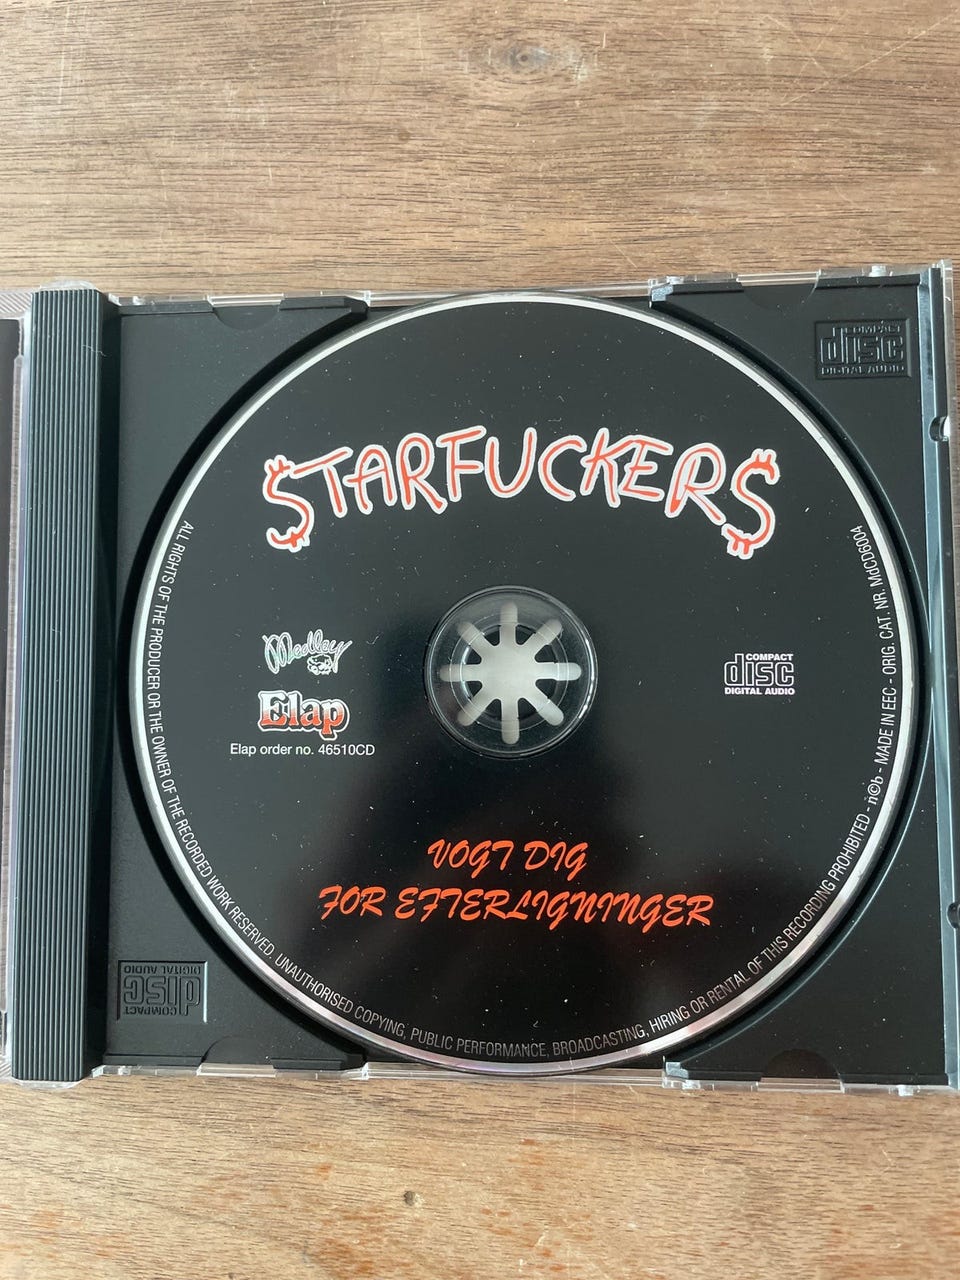 COMPACT
disc
DIGITAL AUDIO
$TARFUCKER$
Medley
Elap
Elap order no. 46510CD
COMPACT
disc
DIGITAL AUDIO
VOGT DIG
FOR EFTERLIGNINGER
ALL RIGHTS OF THE PRODUCER OR THE OWNER OF THE RECORDED WORK RESERVED. UNAUTHORISED COPYING, PUBLIC PERFORMANCE, BROADCASTING, HIRING OR RENTAL OF THIS RECORDING PROHIBITED - n©b - MADE IN EEC - ORIG. CAT. NR. MdCD6004
COMPACT
disc
DIGITAL AUDIO